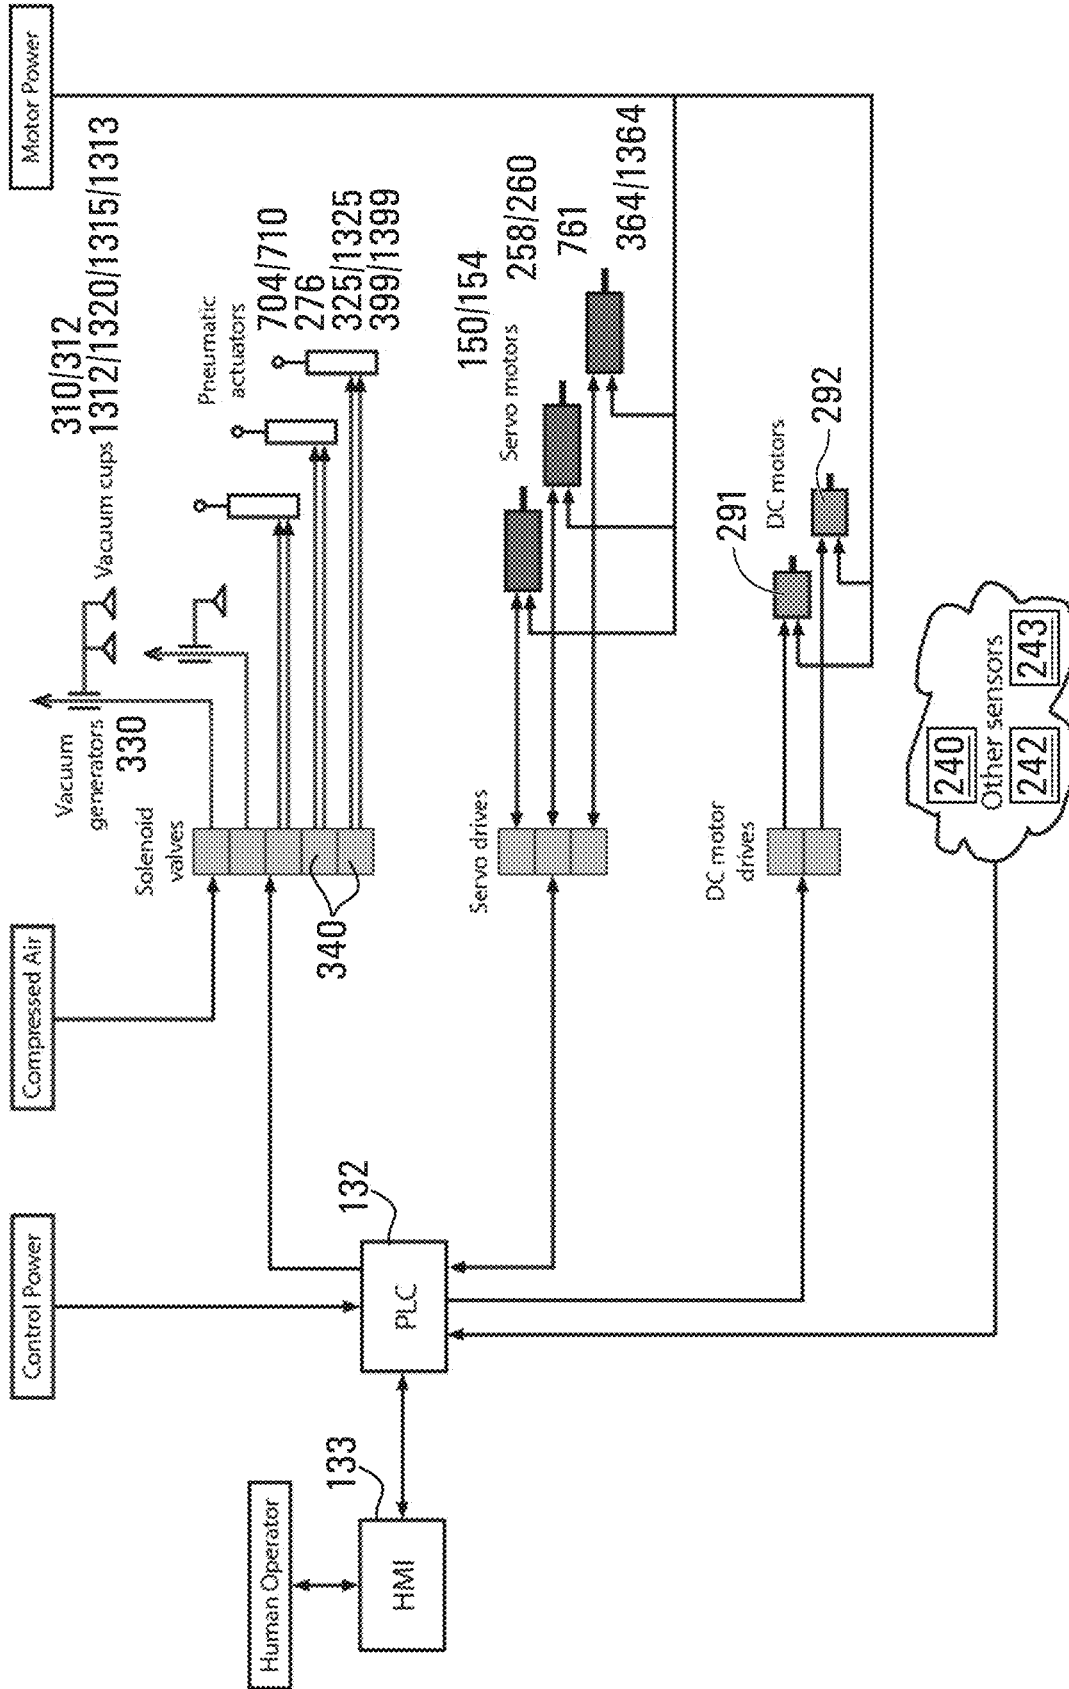 Human Operator
HMI
133
Control Power
PLC
132
Compressed Air
Solenoid
valves
340
Vacuum
generators
330
310/312
1312/1320/1315/1313
Vacuum cups
Pneumatic
actuators
704/710
276
325/1325
399/1399
Motor Power
Servo drives
Servo motors
150/154
258/260
761
364/1364
DC motor
drives
DC motors
291
292
240
Other sensors
242
243